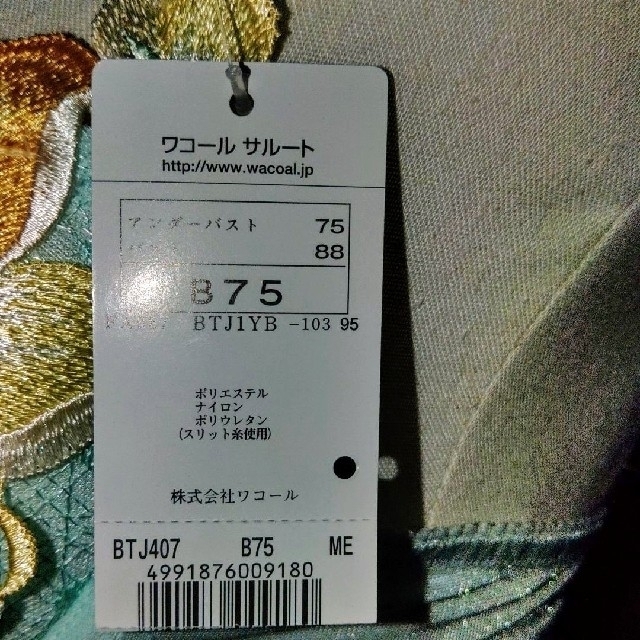 ワコール サルート
http://www.wacoal.jp
アンダーバスト 75
88
B75
BTJ1YB -103 95
ポリエステル
ナイロン
ポリウレタン
(スリット糸使用)
株式会社ワコール
BTJ407 B75 ME
4991876009180